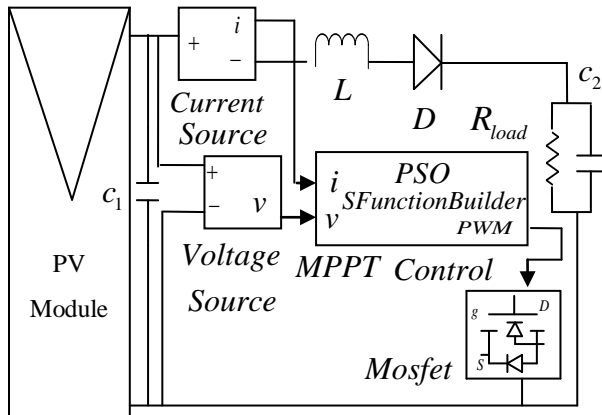 + i
−
Current
Source
L
D
c2
Rload
c1
+
− v
Voltage
Source
i PSO
SFunctionBuilder
v PWM
MPPT Control
PV
Module
g D
S
Mosfet